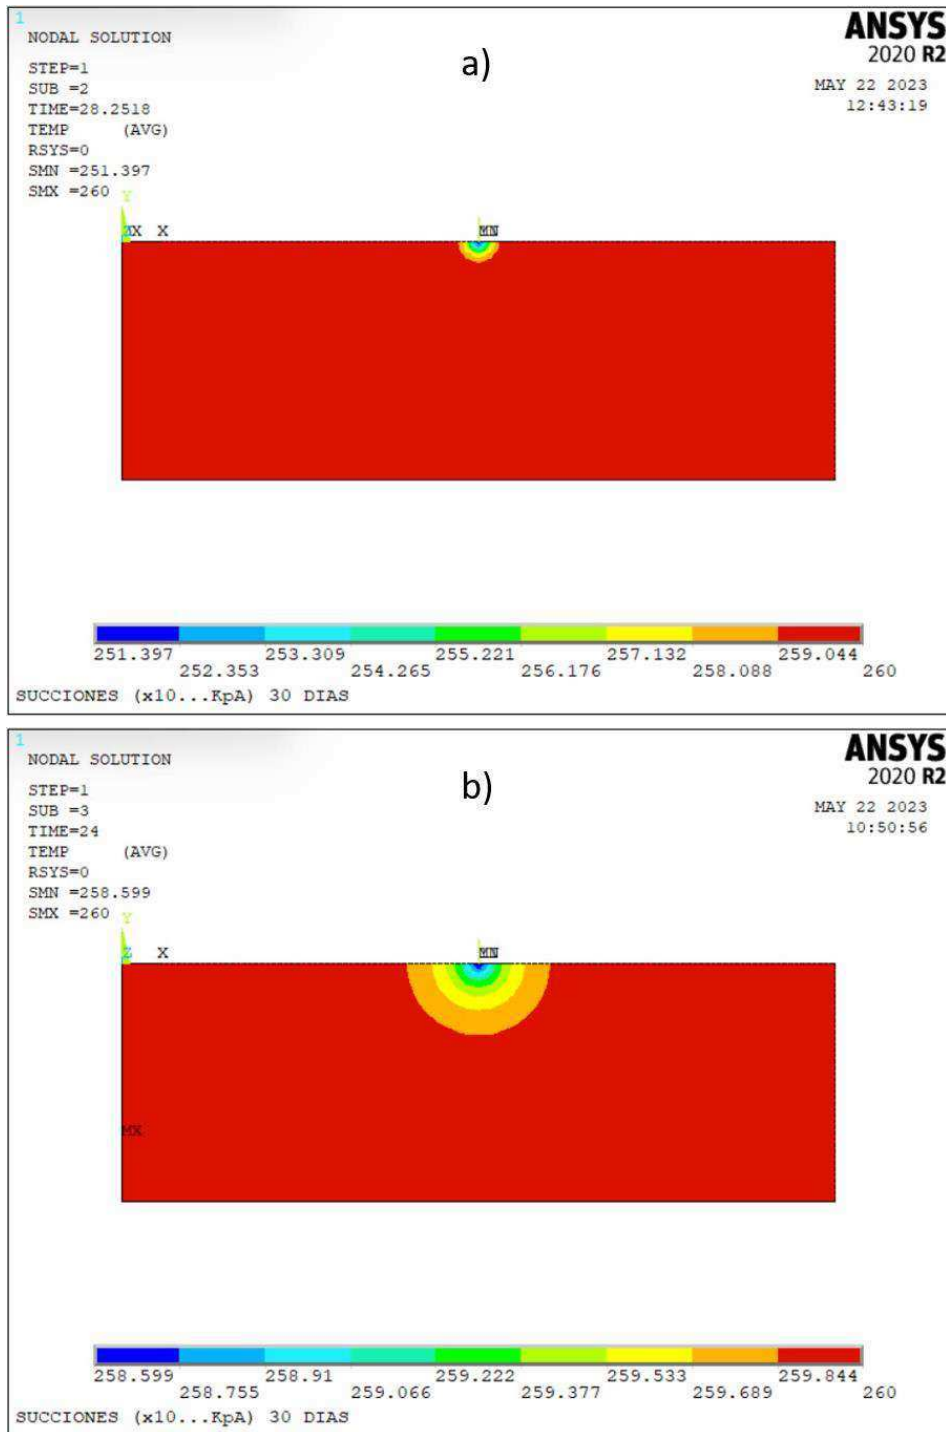 1
NODAL SOLUTION
ANSYS
2020 R2
a)
STEP=1
SUB =2
TIME=28.2518
TEMP (AVG)
RSYS=0
SMN =251.397
SMX =260
MAY 22 2023
12:43:19
Y
MX X
MN
251.397 253.309 255.221 257.132 259.044
252.353 254.265 256.176 258.088 260
SUCCIONES (x10...KpA) 30 DIAS
1
NODAL SOLUTION
ANSYS
2020 R2
b)
STEP=1
SUB =3
TIME=24
TEMP (AVG)
RSYS=0
SMN =258.599
SMX =260
MAY 22 2023
10:50:56
Y
Z X
MN
MX
258.599 258.91 259.222 259.533 259.844
258.755 259.066 259.377 259.689 260
SUCCIONES (x10...KpA) 30 DIAS